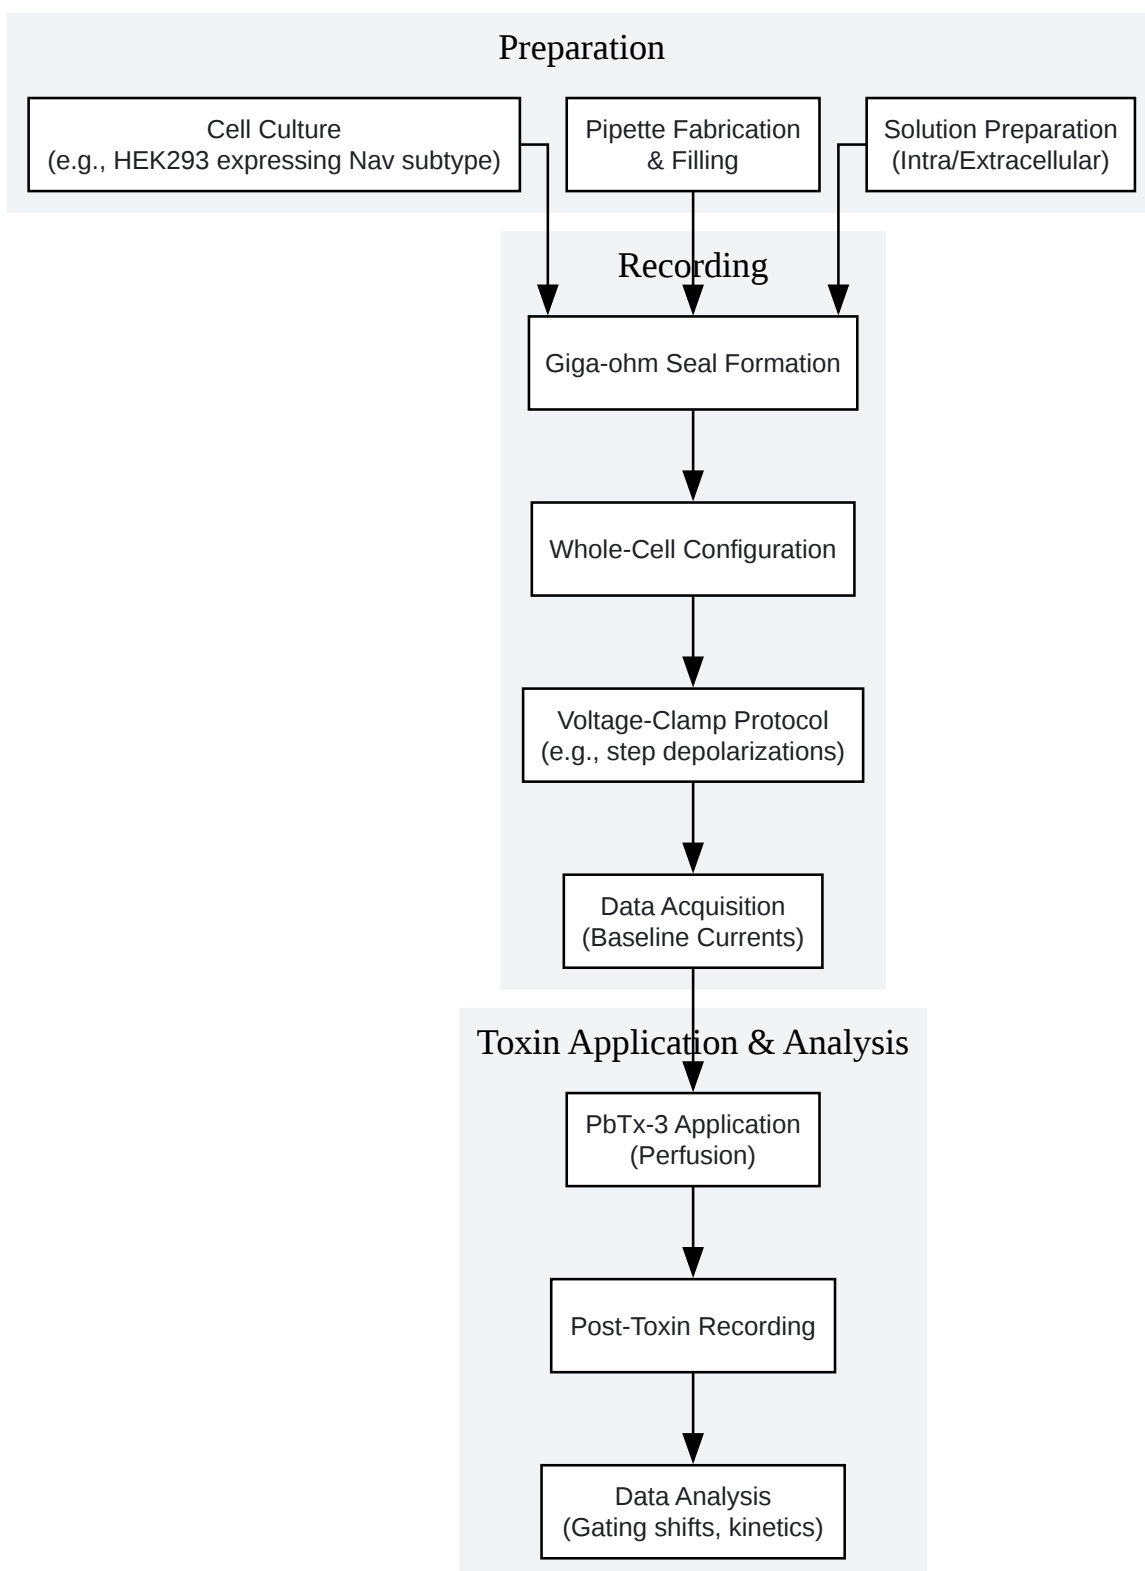 Preparation
Cell Culture
(e.g., HEK293 expressing Nav subtype)
Pipette Fabrication
& Filling
Solution Preparation
(Intra/Extracellular)
Recording
Giga-ohm Seal Formation
Whole-Cell Configuration
Voltage-Clamp Protocol
(e.g., step depolarizations)
Data Acquisition
(Baseline Currents)
Toxin Application & Analysis
PbTx-3 Application
(Perfusion)
Post-Toxin Recording
Data Analysis
(Gating shifts, kinetics)